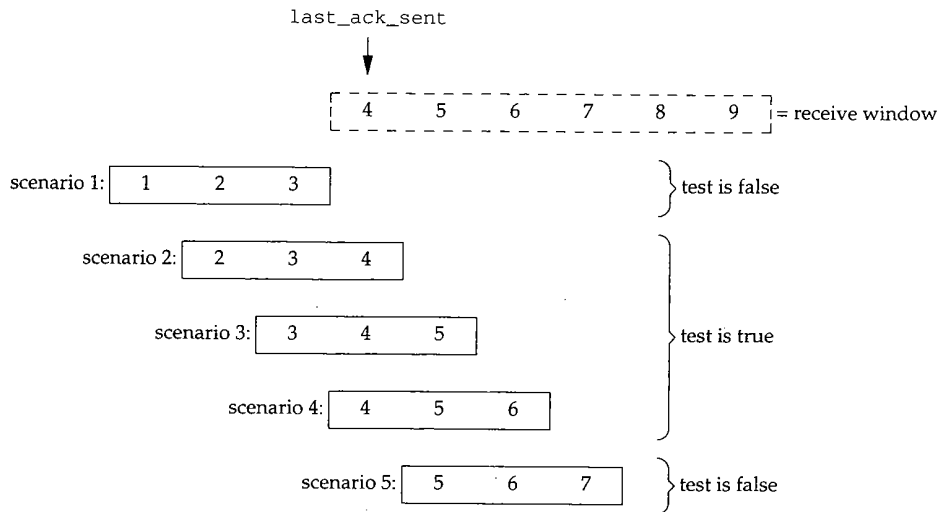 last_ack_sent
4 5 6 7 8 9 = receive window
scenario 1: 1 2 3 test is false
scenario 2: 2 3 4
scenario 3: 3 4 5 test is true
scenario 4: 4 5 6
scenario 5: 5 6 7 test is false